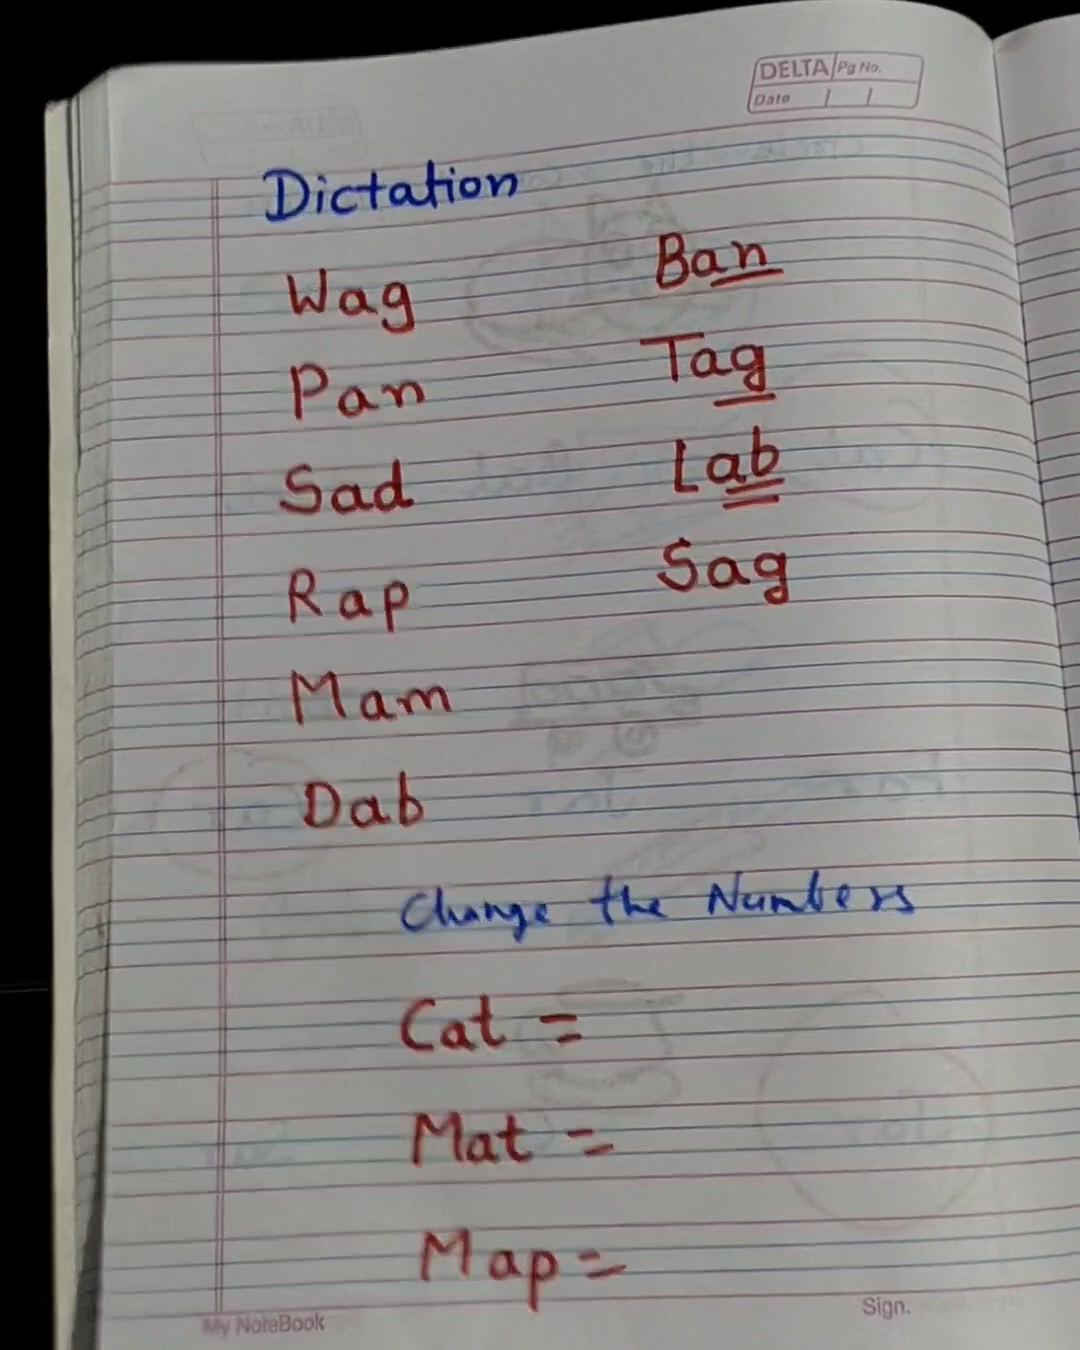 DELTA Pg No.
Date / /
Dictation
Wag
Pan
Sad
Rap
Mam
Dab
Ban
Tag
Lab
Sag
Change the Numbers
Cat =
Mat =
Map =
My NoteBook
Sign.